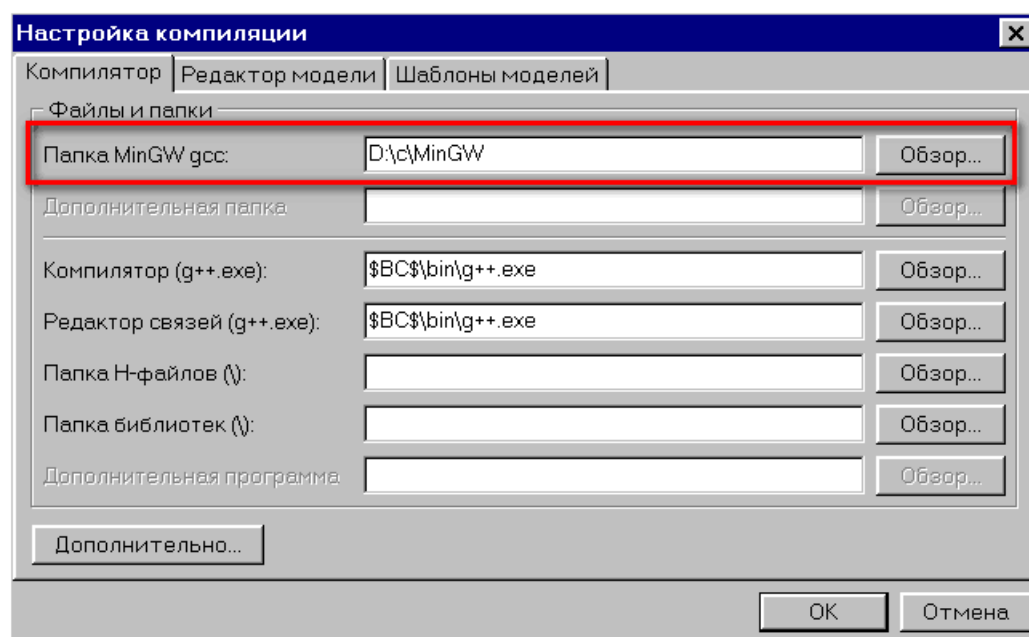 Настройка компиляции
Компилятор Редактор модели Шаблоны моделей
Файлы и папки
Папка MinGW gcc: D:\c\MinGW Обзор...
Дополнительная папка Обзор...
Компилятор (g++.exe): $BC$\bin\g++.exe Обзор...
Редактор связей (g++.exe): $BC$\bin\g++.exe Обзор...
Папка H-файлов (\): Обзор...
Папка библиотек (\): Обзор...
Дополнительная программа Обзор...
Дополнительно...
OK Отмена